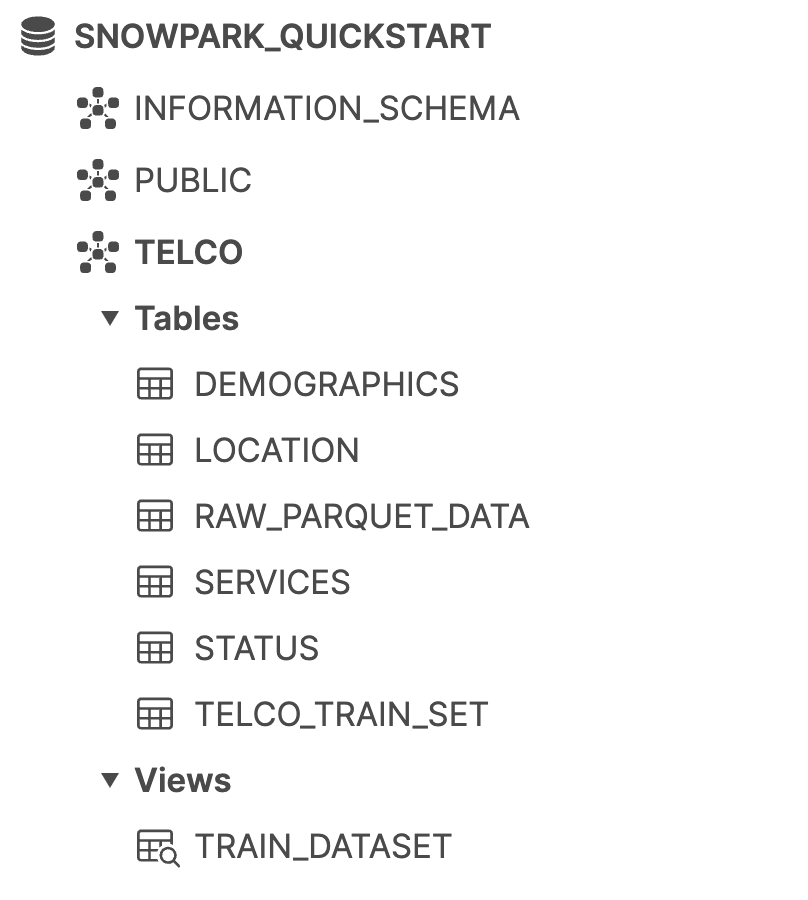 SNOWPARK_QUICKSTART
INFORMATION_SCHEMA
PUBLIC
TELCO
Tables
DEMOGRAPHICS
LOCATION
RAW_PARQUET_DATA
SERVICES
STATUS
TELCO_TRAIN_SET
Views
TRAIN_DATASET